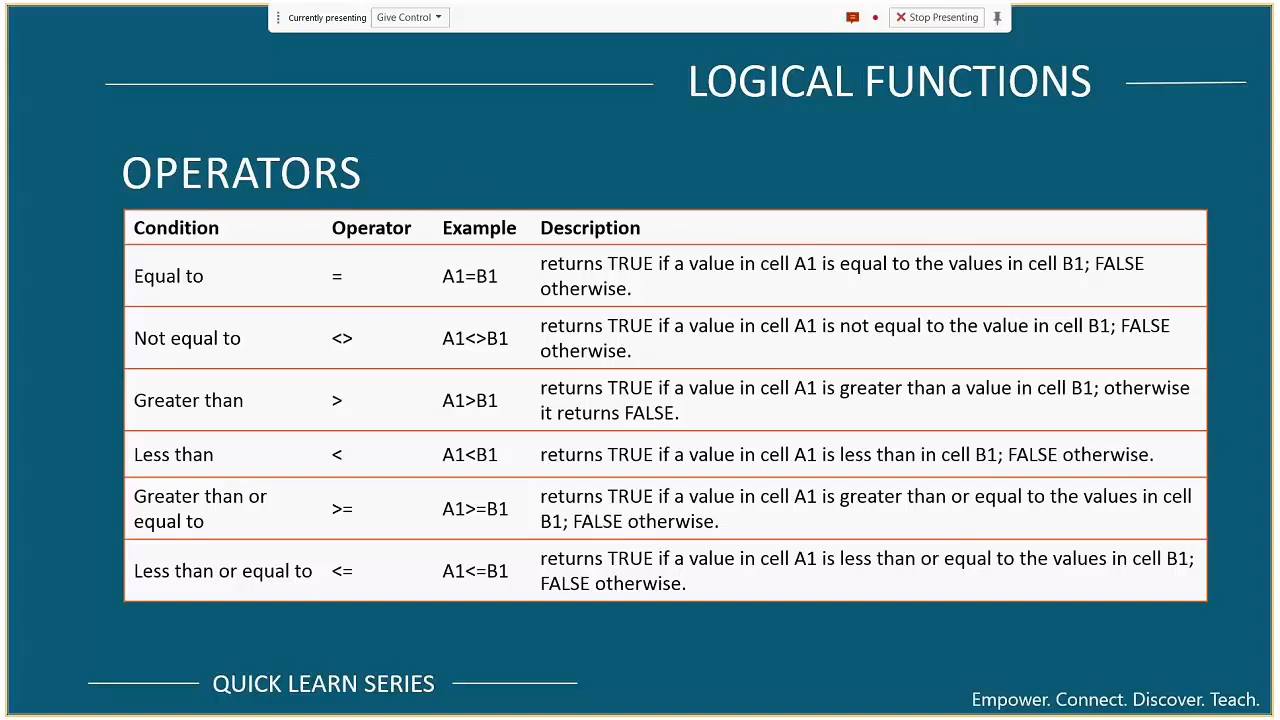 Currently presenting Give Control Stop Presenting
LOGICAL FUNCTIONS
OPERATORS
Condition Operator Example Description
Equal to = A1=B1 returns TRUE if a value in cell A1 is equal to the values in cell B1; FALSE
otherwise.
Not equal to <> A1<>B1 returns TRUE if a value in cell A1 is not equal to the value in cell B1; FALSE
otherwise.
Greater than > A1>B1 returns TRUE if a value in cell A1 is greater than a value in cell B1; otherwise
it returns FALSE.
Less than < A1<B1 returns TRUE if a value in cell A1 is less than in cell B1; FALSE otherwise.
Greater than or
equal to >= A1>=B1 returns TRUE if a value in cell A1 is greater than or equal to the values in cell
B1; FALSE otherwise.
Less than or equal to <= A1<=B1 returns TRUE if a value in cell A1 is less than or equal to the values in cell B1;
FALSE otherwise.
QUICK LEARN SERIES
Empower. Connect. Discover. Teach.